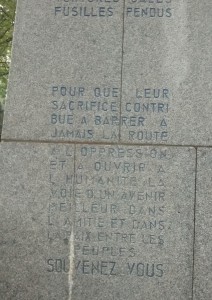 FUSILLES PENDUS
POUR QUE LEUR
SACRIFICE CONTRI
BUE A BARRER A
JAMAIS LA ROUTE
A L'OPPRESSION
ET A OUVRIR A
L'HUMANITE LA
VOIE D'UN AVENIR
MEILLEUR DANS
L'AMITIE ET DANS
LA PAIX ENTRE LES
PEUPLES
SOUVENEZ VOUS